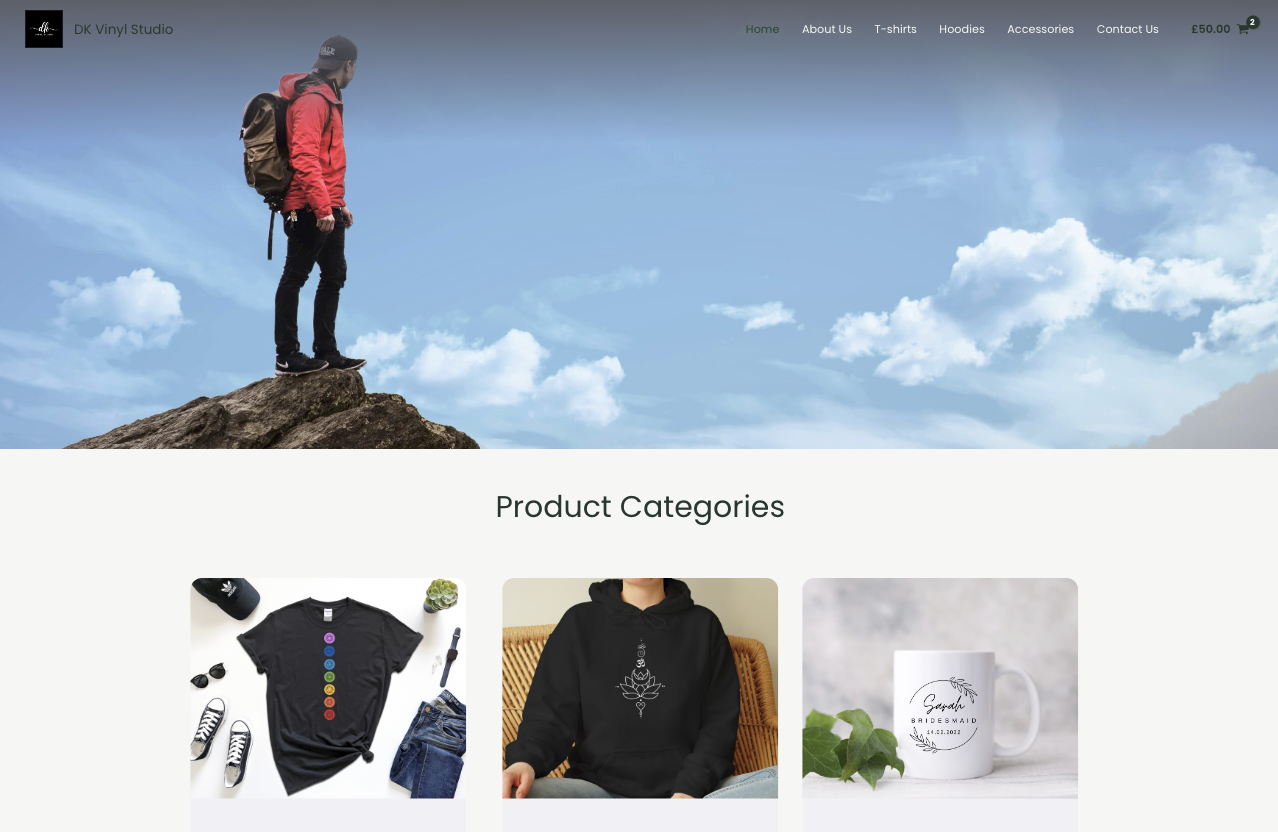 dk
DK Vinyl Studio
Home
About Us
T-shirts
Hoodies
Accessories
Contact Us
£50.00
2
Product Categories
Sarah
BRIDESMAID
14.02.2022